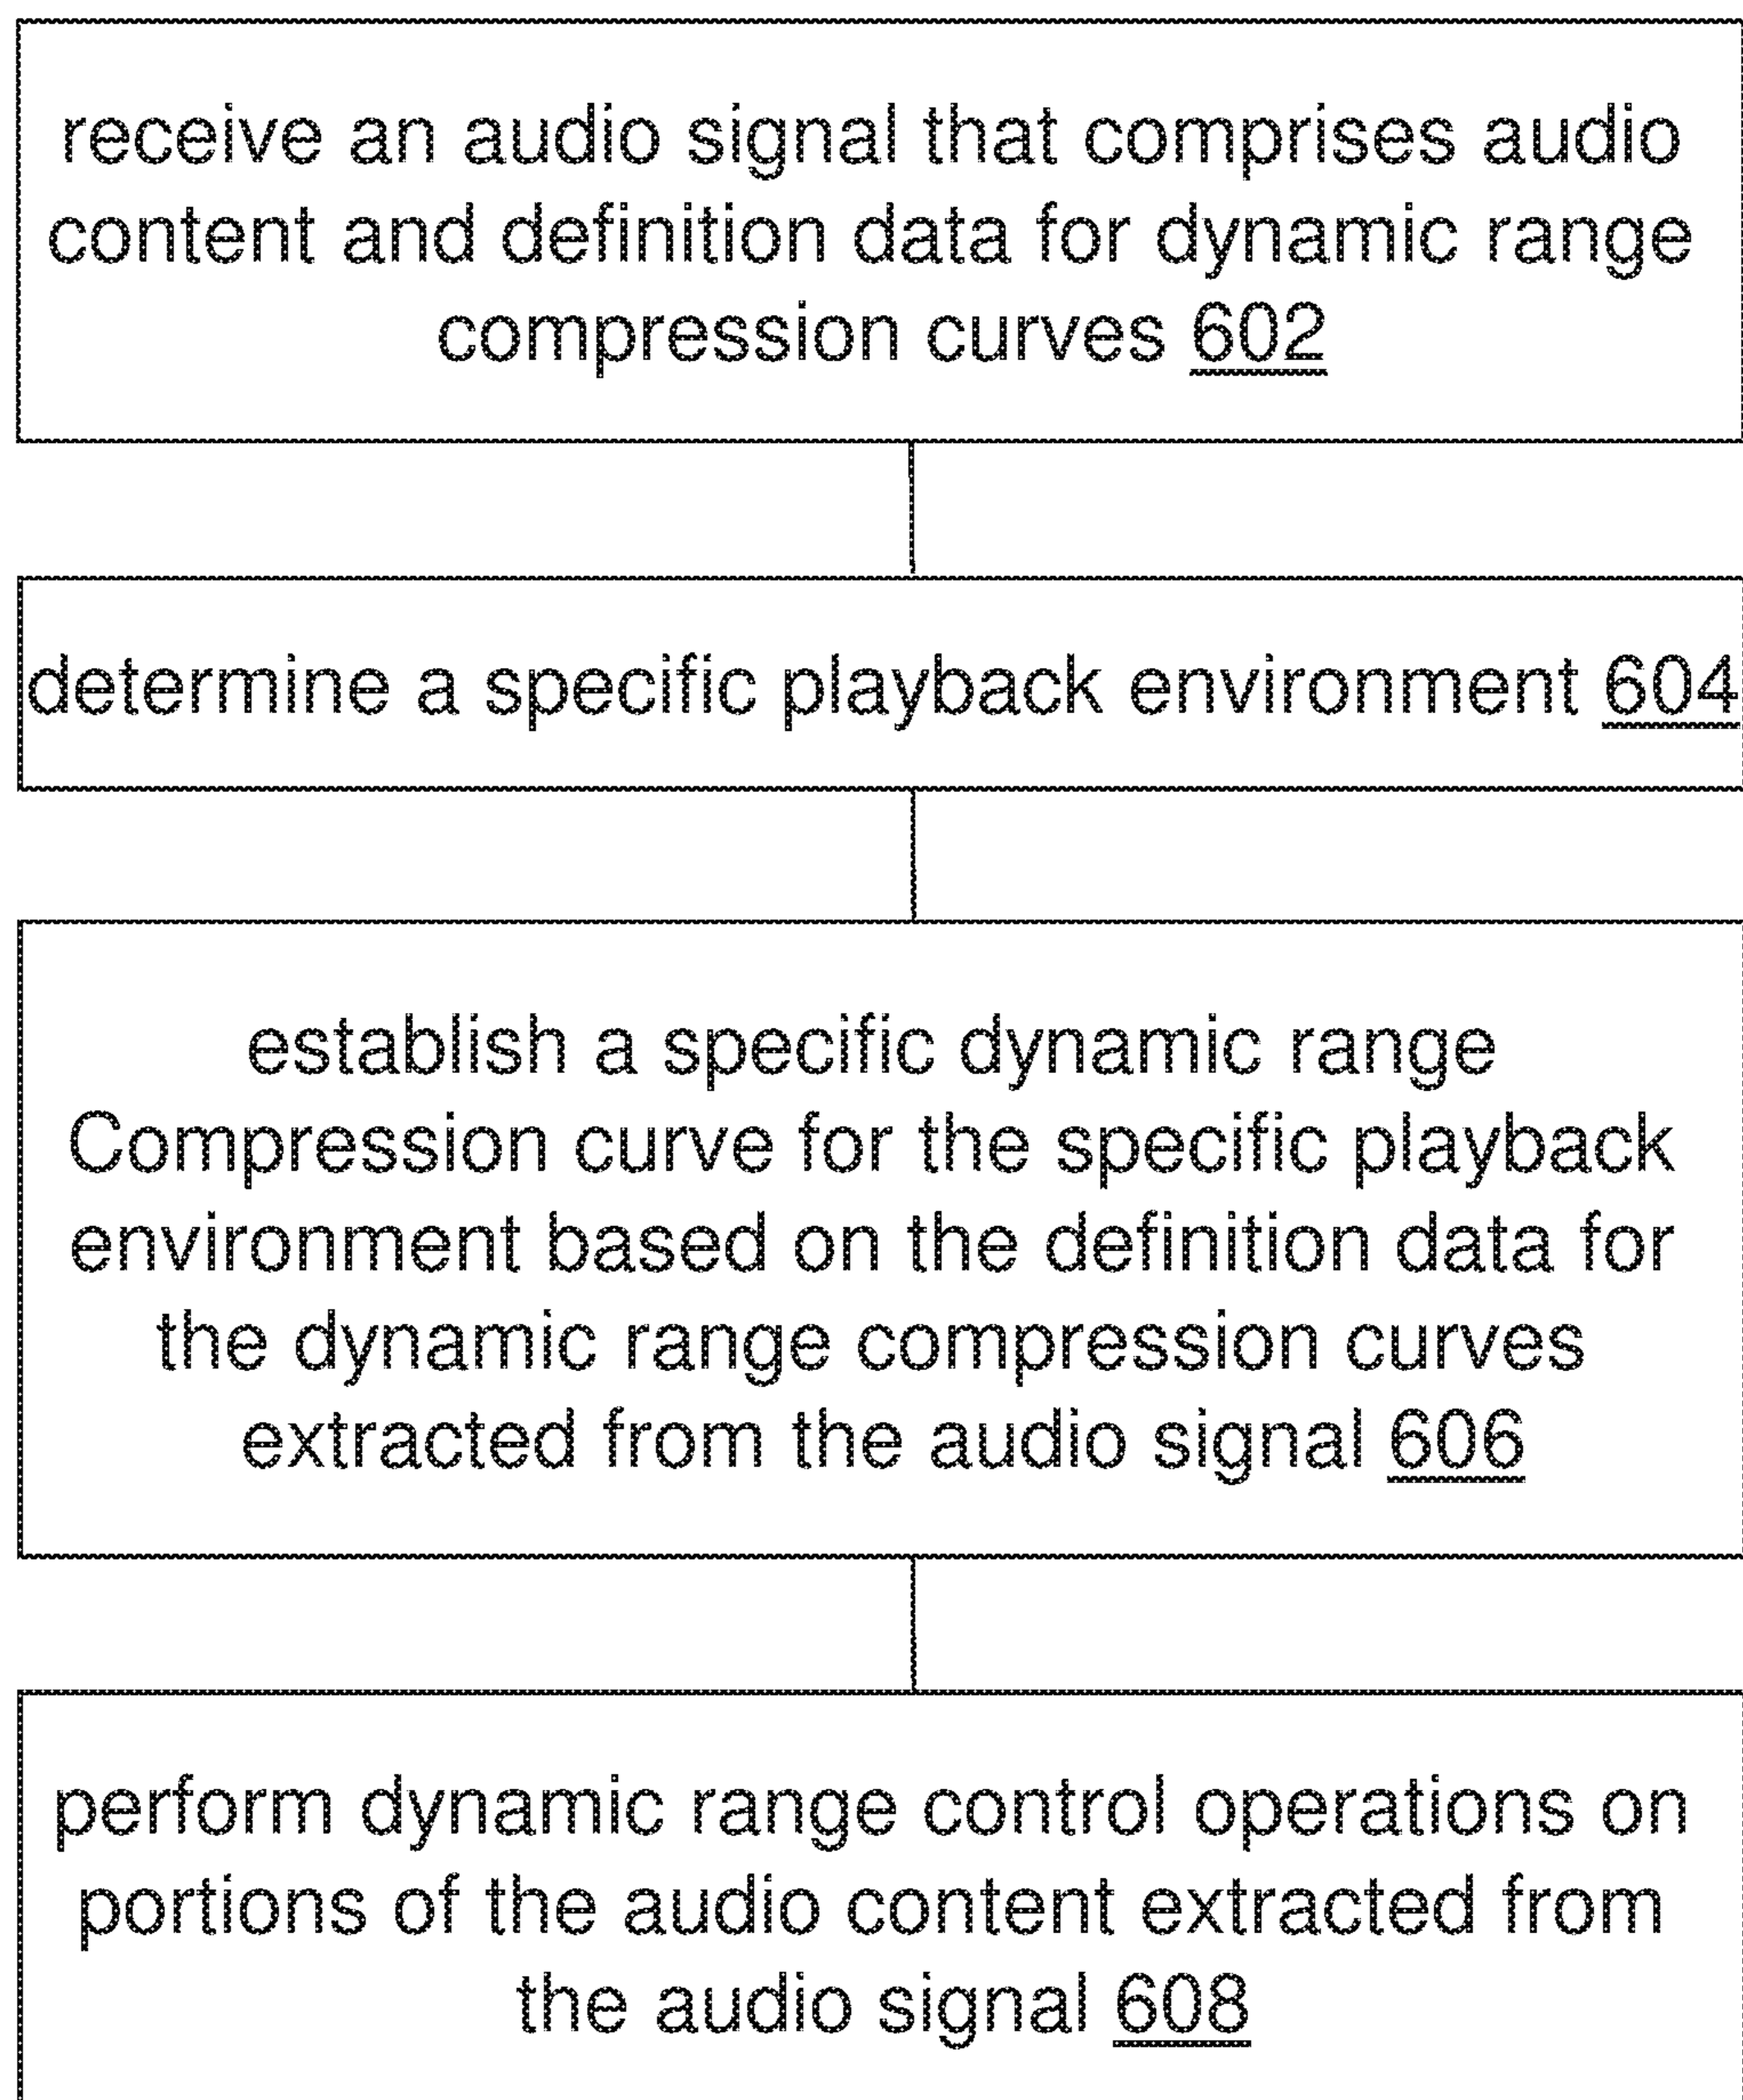 receive an audio signal that comprises audio
content and definition data for dynamic range
compression curves 602
determine a specific playback environment 604
establish a specific dynamic range
Compression curve for the specific playback
environment based on the definition data for
the dynamic range compression curves
extracted from the audio signal 606
perform dynamic range control operations on
portions of the audio content extracted from
the audio signal 608